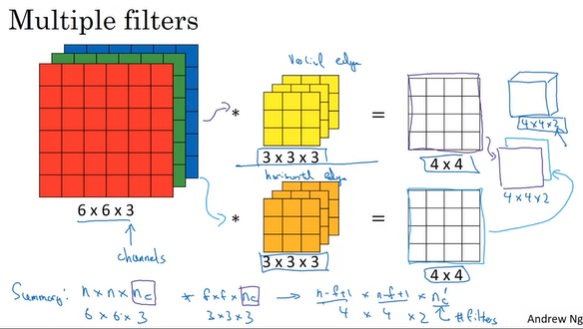 Multiple filters
Vertical edge
*
=
3 x 3 x 3
4 x 4
4x4x2
horizontal edge
6 x 6 x 3
*
=
3 x 3 x 3
4 x 4
4 x 4 x 2
channels
Summary: n x n x nc * f x f x nc → n-f+1 x n-f+1 x nc'
6 x 6 x 3 3x3x3 4 x 4 x 2 #filters
Andrew Ng